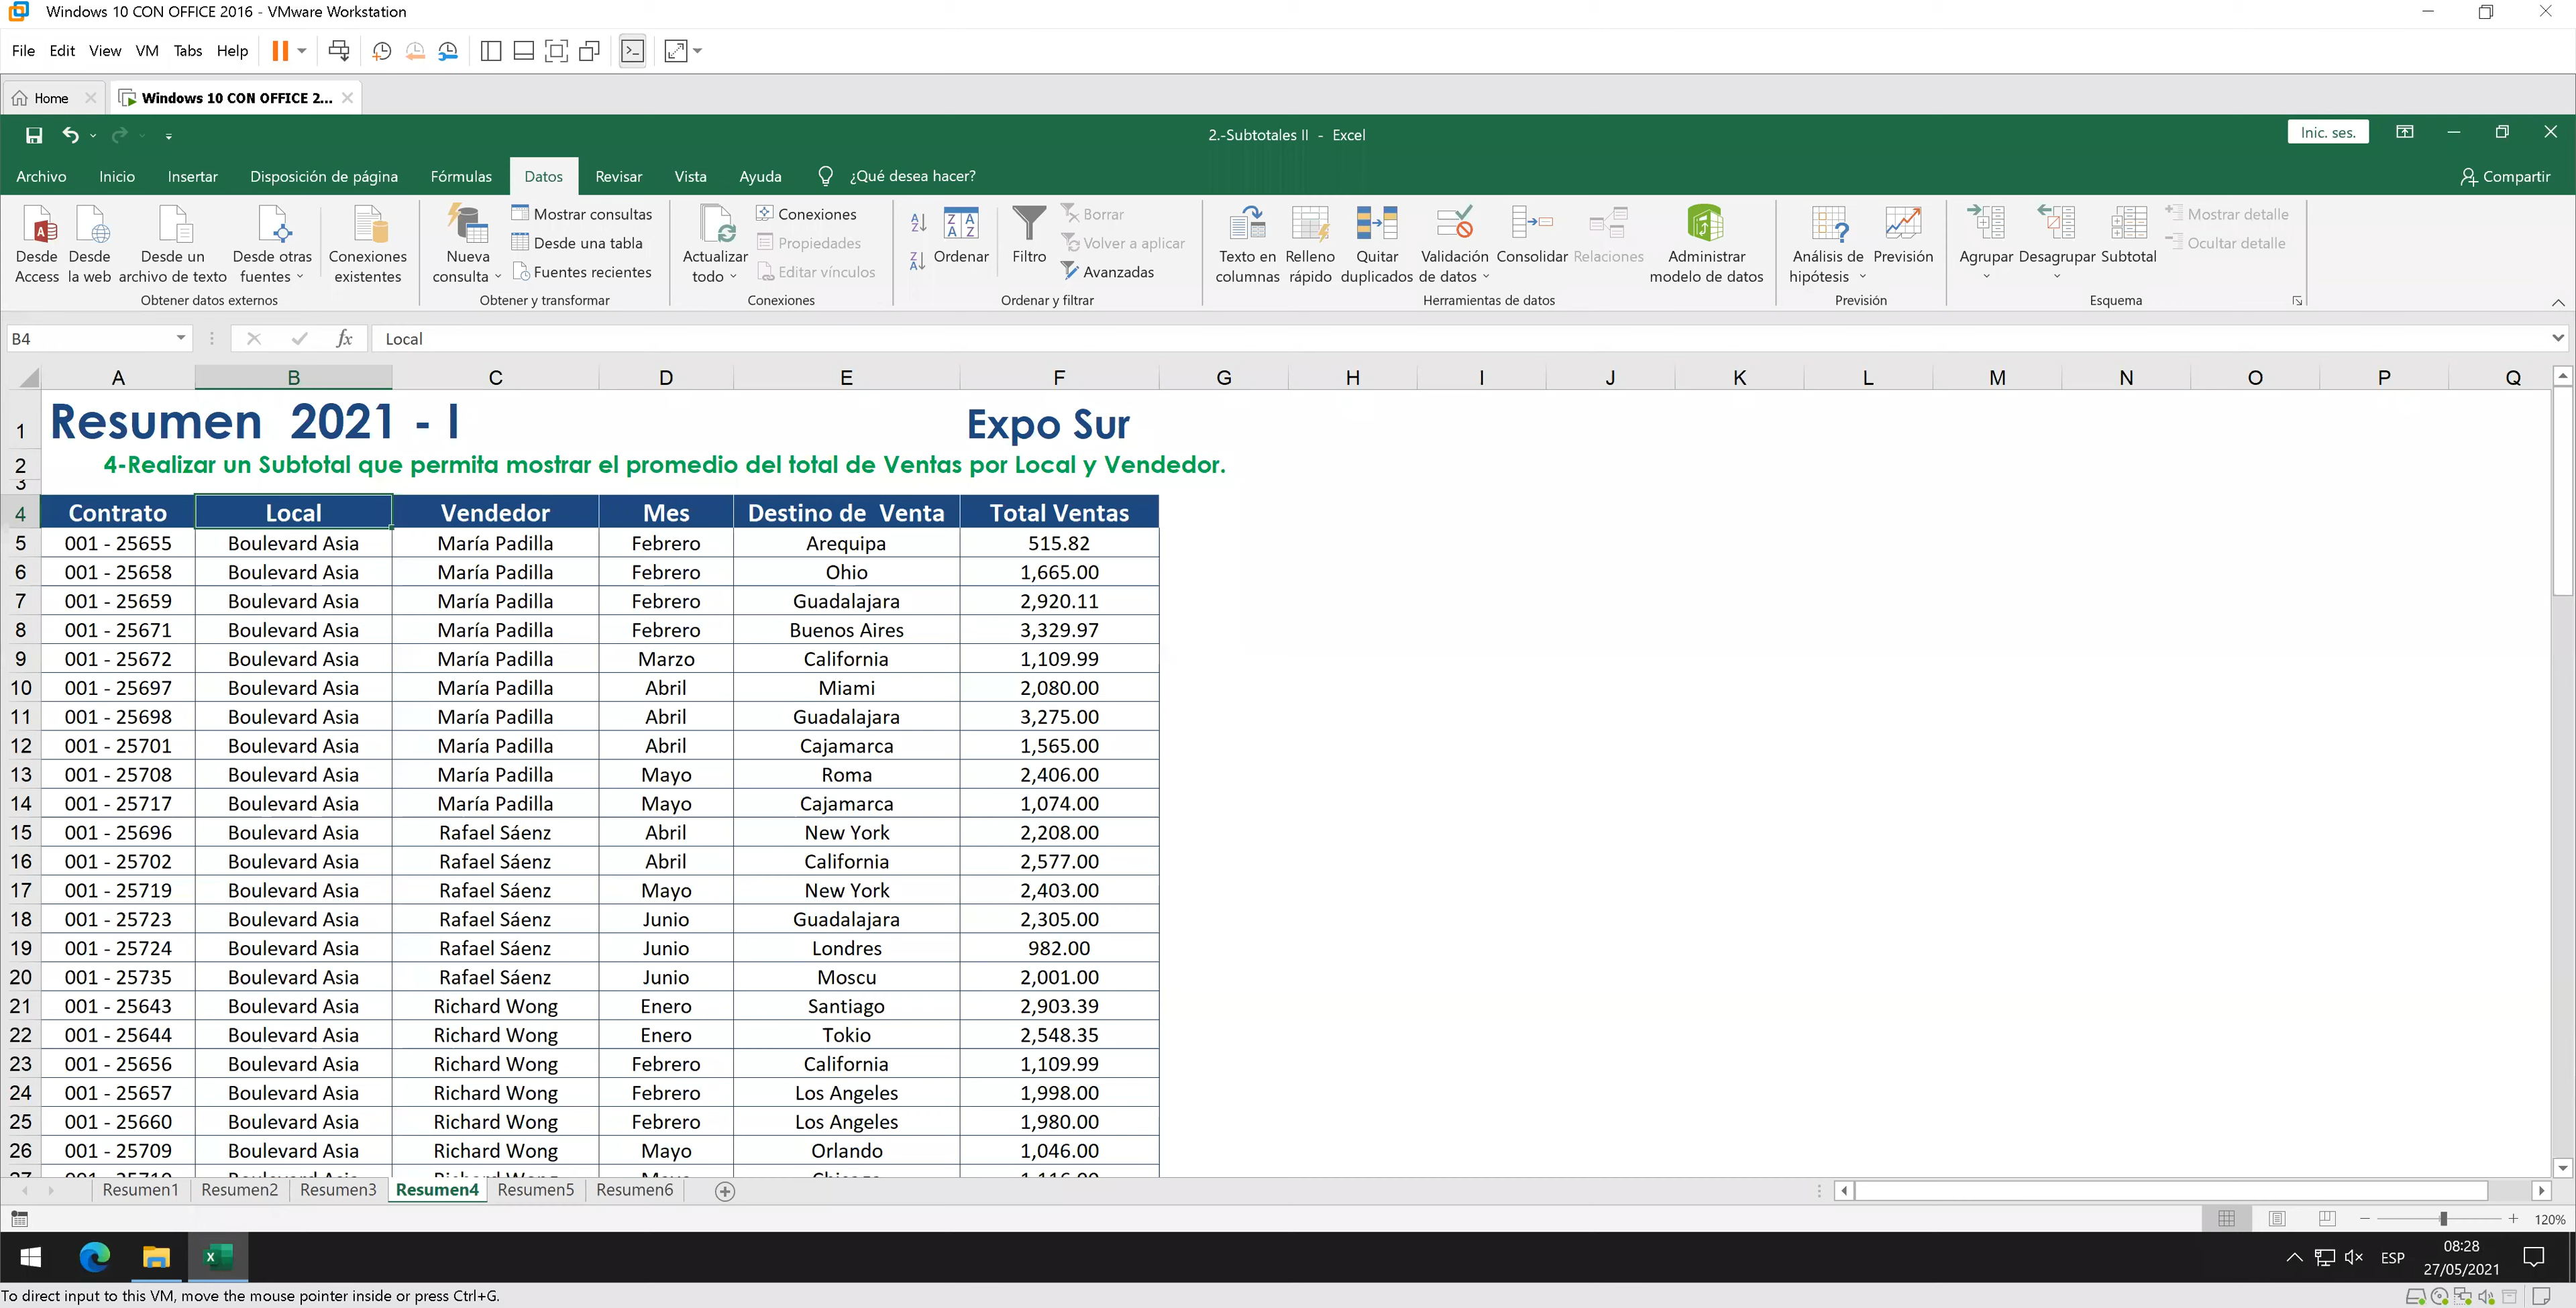 Windows 10 CON OFFICE 2016 - VMware Workstation
File Edit View VM Tabs Help
Home Windows 10 CON OFFICE 2...
2.-Subtotales II - Excel Inic. ses.
Archivo Inicio Insertar Disposición de página Fórmulas Datos Revisar Vista Ayuda ¿Qué desea hacer? Compartir
Desde Access Desde la web Desde un archivo de texto Desde otras fuentes Conexiones existentes
Obtener datos externos
Nueva consulta Mostrar consultas Desde una tabla Fuentes recientes
Obtener y transformar
Actualizar todo Conexiones Propiedades Editar vínculos
Conexiones
Ordenar Filtro Borrar Volver a aplicar Avanzadas
Ordenar y filtrar
Texto en columnas Relleno rápido Quitar duplicados Validación de datos Consolidar Relaciones Administrar modelo de datos
Herramientas de datos
Análisis de hipótesis Previsión
Previsión
Agrupar Desagrupar Subtotal Mostrar detalle Ocultar detalle
Esquema
B4 fx Local
A B C D E F G H I J K L M N O P Q
1 Resumen 2021 - I Expo Sur
2 4-Realizar un Subtotal que permita mostrar el promedio del total de Ventas por Local y Vendedor.
3
4 Contrato Local Vendedor Mes Destino de Venta Total Ventas
5 001 - 25655 Boulevard Asia María Padilla Febrero Arequipa 515.82
6 001 - 25658 Boulevard Asia María Padilla Febrero Ohio 1,665.00
7 001 - 25659 Boulevard Asia María Padilla Febrero Guadalajara 2,920.11
8 001 - 25671 Boulevard Asia María Padilla Febrero Buenos Aires 3,329.97
9 001 - 25672 Boulevard Asia María Padilla Marzo California 1,109.99
10 001 - 25697 Boulevard Asia María Padilla Abril Miami 2,080.00
11 001 - 25698 Boulevard Asia María Padilla Abril Guadalajara 3,275.00
12 001 - 25701 Boulevard Asia María Padilla Abril Cajamarca 1,565.00
13 001 - 25708 Boulevard Asia María Padilla Mayo Roma 2,406.00
14 001 - 25717 Boulevard Asia María Padilla Mayo Cajamarca 1,074.00
15 001 - 25696 Boulevard Asia Rafael Sáenz Abril New York 2,208.00
16 001 - 25702 Boulevard Asia Rafael Sáenz Abril California 2,577.00
17 001 - 25719 Boulevard Asia Rafael Sáenz Mayo New York 2,403.00
18 001 - 25723 Boulevard Asia Rafael Sáenz Junio Guadalajara 2,305.00
19 001 - 25724 Boulevard Asia Rafael Sáenz Junio Londres 982.00
20 001 - 25735 Boulevard Asia Rafael Sáenz Junio Moscu 2,001.00
21 001 - 25643 Boulevard Asia Richard Wong Enero Santiago 2,903.39
22 001 - 25644 Boulevard Asia Richard Wong Enero Tokio 2,548.35
23 001 - 25656 Boulevard Asia Richard Wong Febrero California 1,109.99
24 001 - 25657 Boulevard Asia Richard Wong Febrero Los Angeles 1,998.00
25 001 - 25660 Boulevard Asia Richard Wong Febrero Los Angeles 1,980.00
26 001 - 25709 Boulevard Asia Richard Wong Mayo Orlando 1,046.00
Resumen1 Resumen2 Resumen3 Resumen4 Resumen5 Resumen6
120%
ESP 08:28
27/05/2021
To direct input to this VM, move the mouse pointer inside or press Ctrl+G.